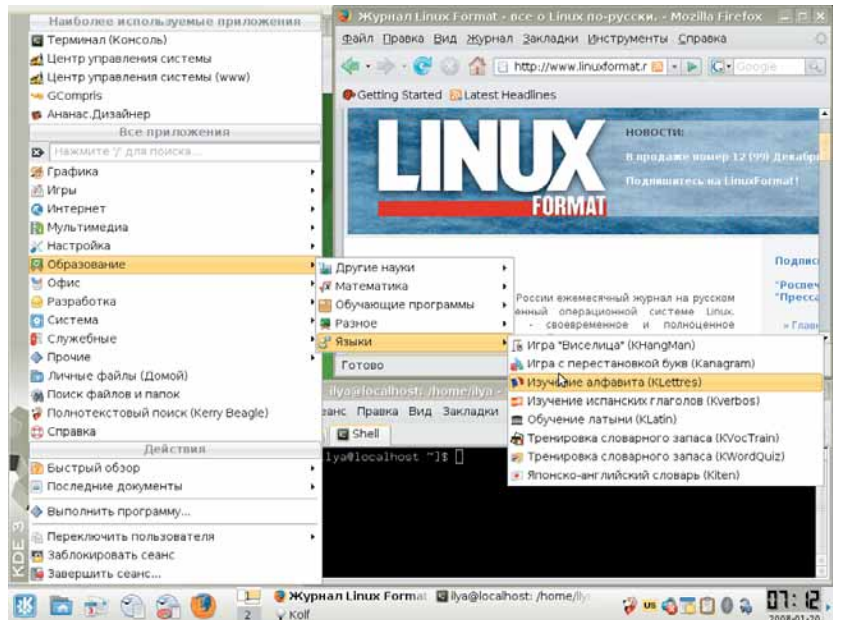 Наиболее используемые приложения
Терминал (Консоль)
Центр управления системы
Центр управления системы (www)
GCompris
Ананас.Дизайнер
Все приложения
Нажмите '/' для поиска...
Графика
Игры
Интернет
Мультимедиа
Настройка
Образование
Офис
Разработка
Система
Служебные
Прочие
Личные файлы (Домой)
Поиск файлов и папок
Полнотекстовый поиск (Kerry Beagle)
Справка
Действия
Быстрый обзор
Последние документы
Выполнить программу...
Переключить пользователя
Заблокировать сеанс
Завершить сеанс...
KDE 3
Другие науки
Математика
Обучающие программы
Разное
Языки
Игра "Виселица" (KHangMan)
Игра с перестановкой букв (Kanagram)
Изучение алфавита (KLettres)
Изучение испанских глаголов (Kverbos)
Обучение латыни (KLatin)
Тренировка словарного запаса (KVocTrain)
Тренировка словарного запаса (KWordQuiz)
Японско-английский словарь (Kiten)
Журнал Linux Format - все о Linux по-русски. - Mozilla Firefox
Файл Правка Вид Журнал Закладки Инструменты Справка
http://www.linuxformat.r
Google
Getting Started Latest Headlines
LINUX
FORMAT
НОВОСТИ:
В продаже номер 12 (99) Декабр
Подпишитесь на LinuxFormat!
Подпис
"Роспеч
"Пресса
» Глав
России ежемесячный журнал на русском
енный операционной системе Linux.
- своевременное и полноценное
Готово
ilya@localhost: /home/ilya -
анс Правка Вид Закладки
Shell
ilya@localhost ~]$
1
2
Журнал Linux Format
ilya@localhost: /home/ily
Kolf
us
07:12
2008-01-20